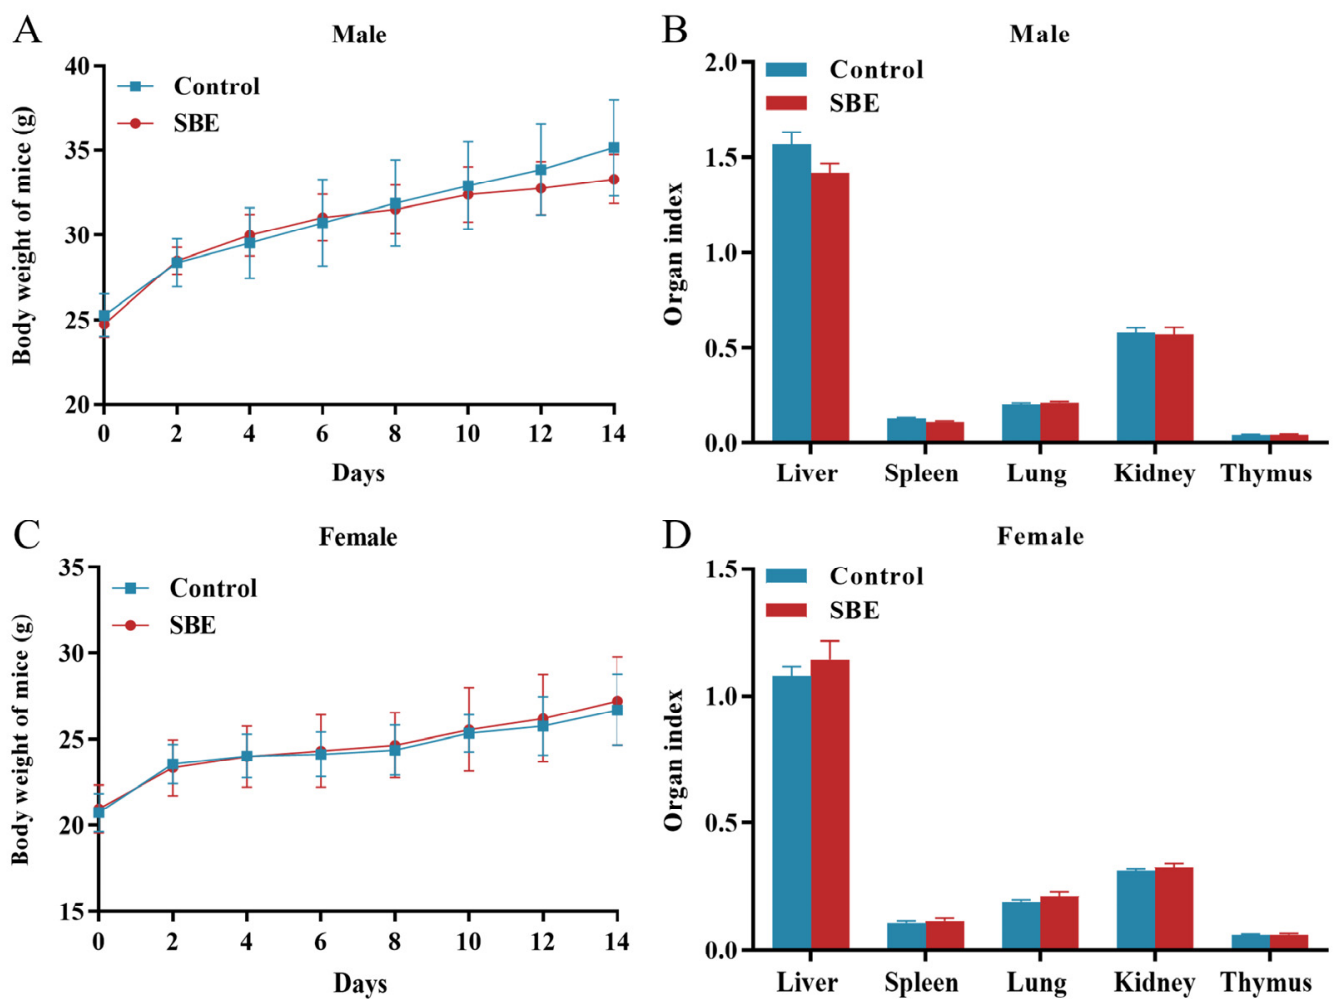 A
Male
Body weight of mice (g)
40
35
30
25
20
Control
SBE
0 2 4 6 8 10 12 14
Days
B
Male
Organ index
2.0
1.5
1.0
0.5
0.0
Control
SBE
Liver Spleen Lung Kidney Thymus
C
Female
Body weight of mice (g)
35
30
25
20
15
Control
SBE
0 2 4 6 8 10 12 14
Days
D
Female
Organ index
1.5
1.0
0.5
0.0
Control
SBE
Liver Spleen Lung Kidney Thymus